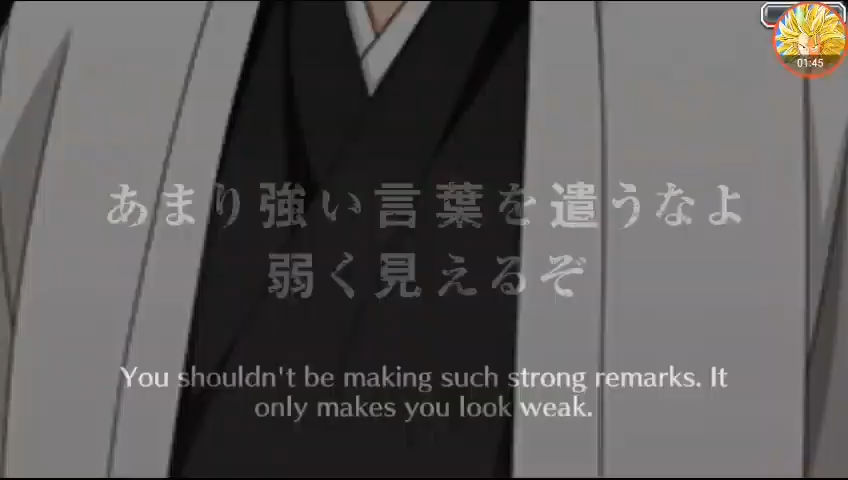 01:45
あまり強い言葉を遣うなよ
弱く見えるぞ
You shouldn't be making such strong remarks. It
only makes you look weak.